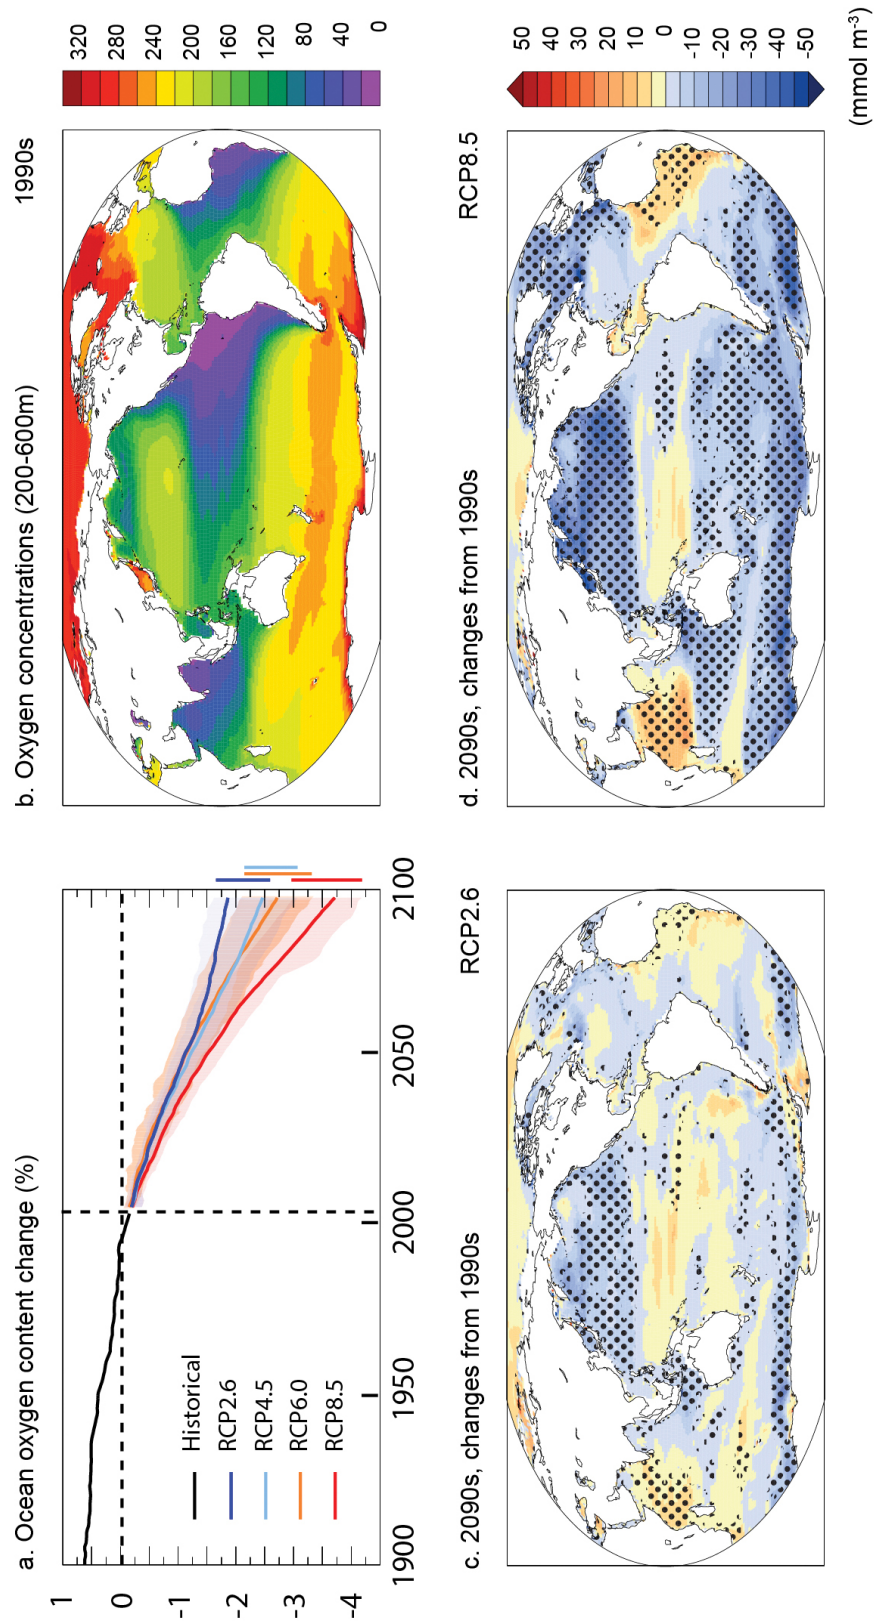 a. Ocean oxygen content change (%)
1
0
-1
-2
-3
-4
Historical
RCP2.6
RCP4.5
RCP6.0
RCP8.5
1900
1950
2000
2050
2100
b. Oxygen concentrations (200-600m)
1990s
320
280
240
200
160
120
80
40
0
c. 2090s, changes from 1990s
RCP2.6
d. 2090s, changes from 1990s
RCP8.5
50
40
30
20
10
0
-10
-20
-30
-40
-50
(mmol m⁻³)